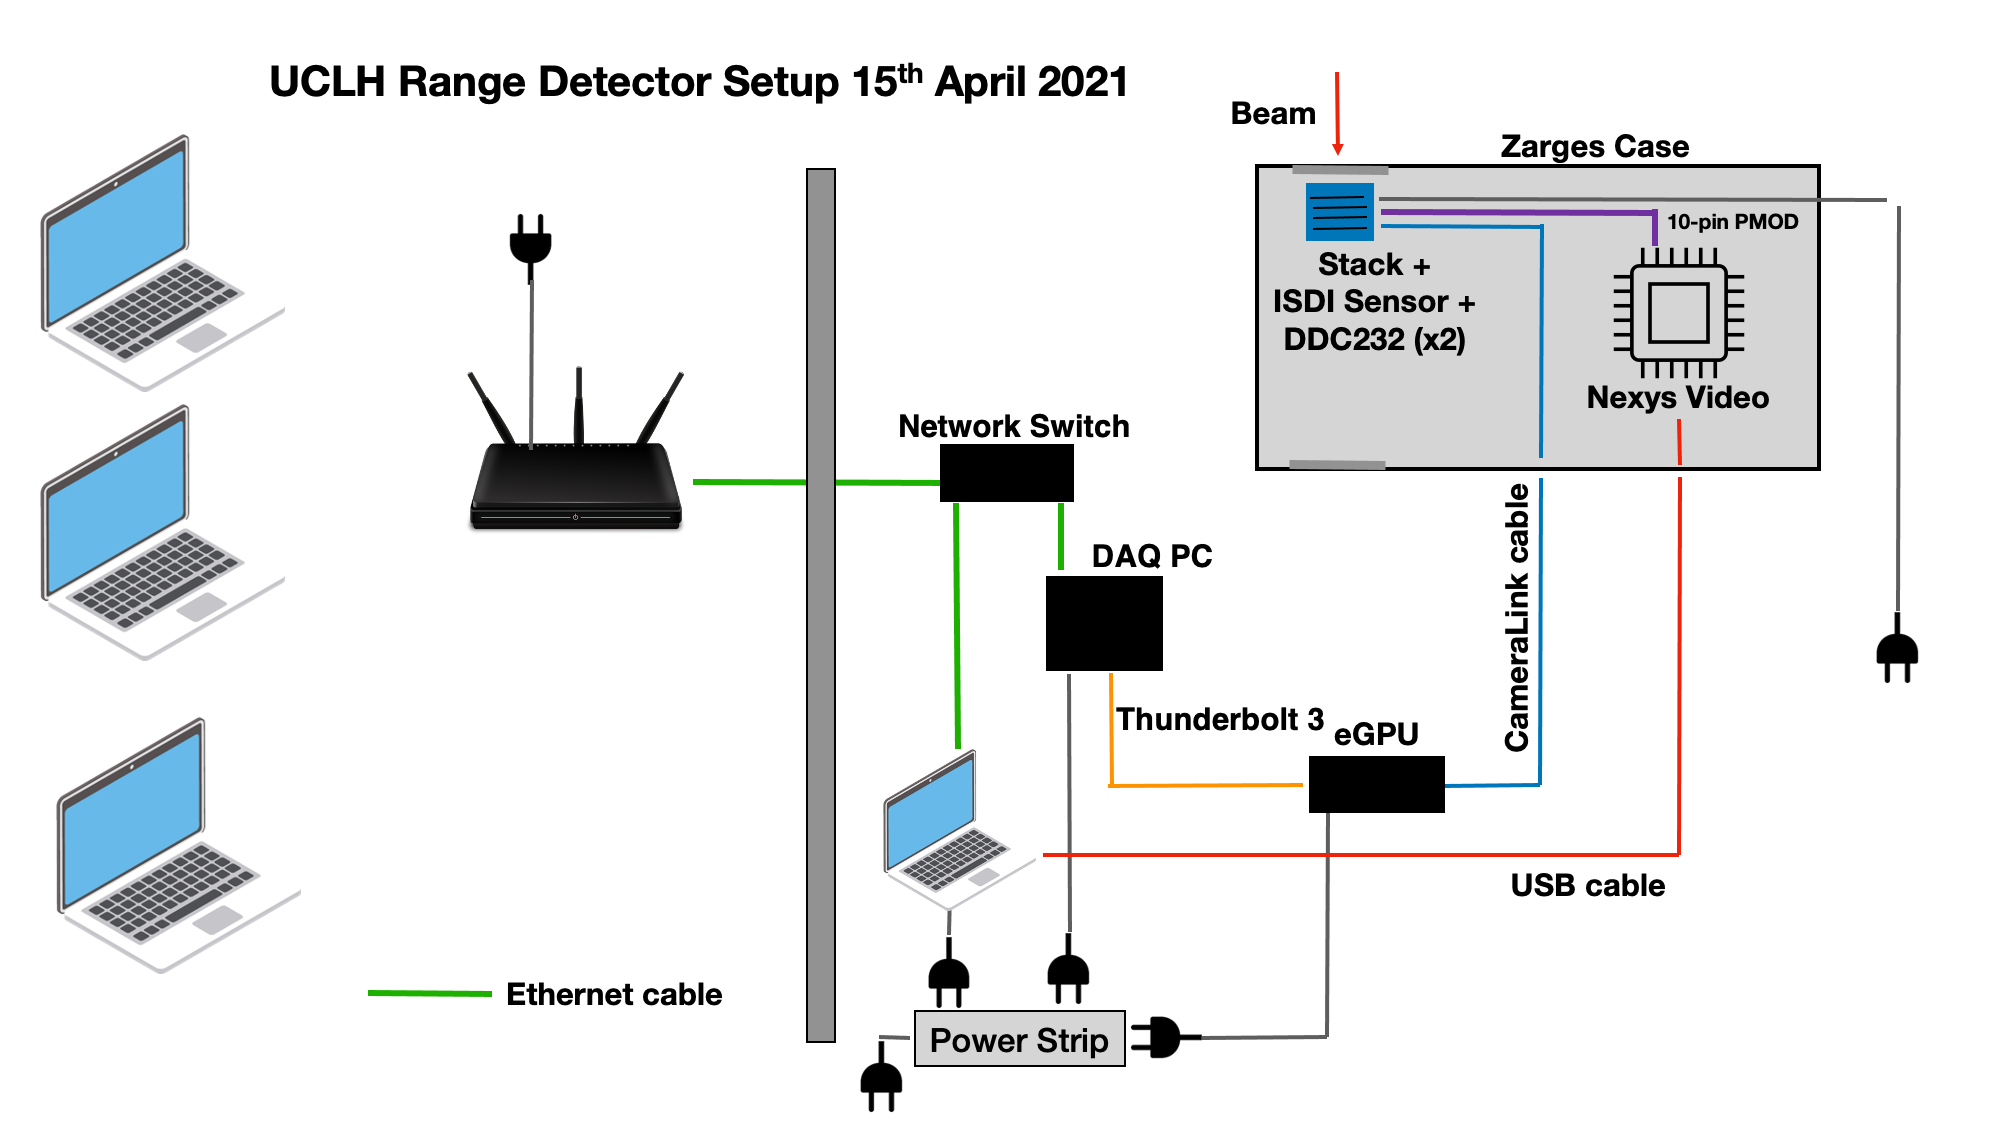 UCLH Range Detector Setup 15th April 2021
Beam
Zarges Case
10-pin PMOD
Stack +
ISDI Sensor +
DDC232 (x2)
Nexys Video
Network Switch
DAQ PC
CameraLink cable
Thunderbolt 3
eGPU
USB cable
Ethernet cable
Power Strip